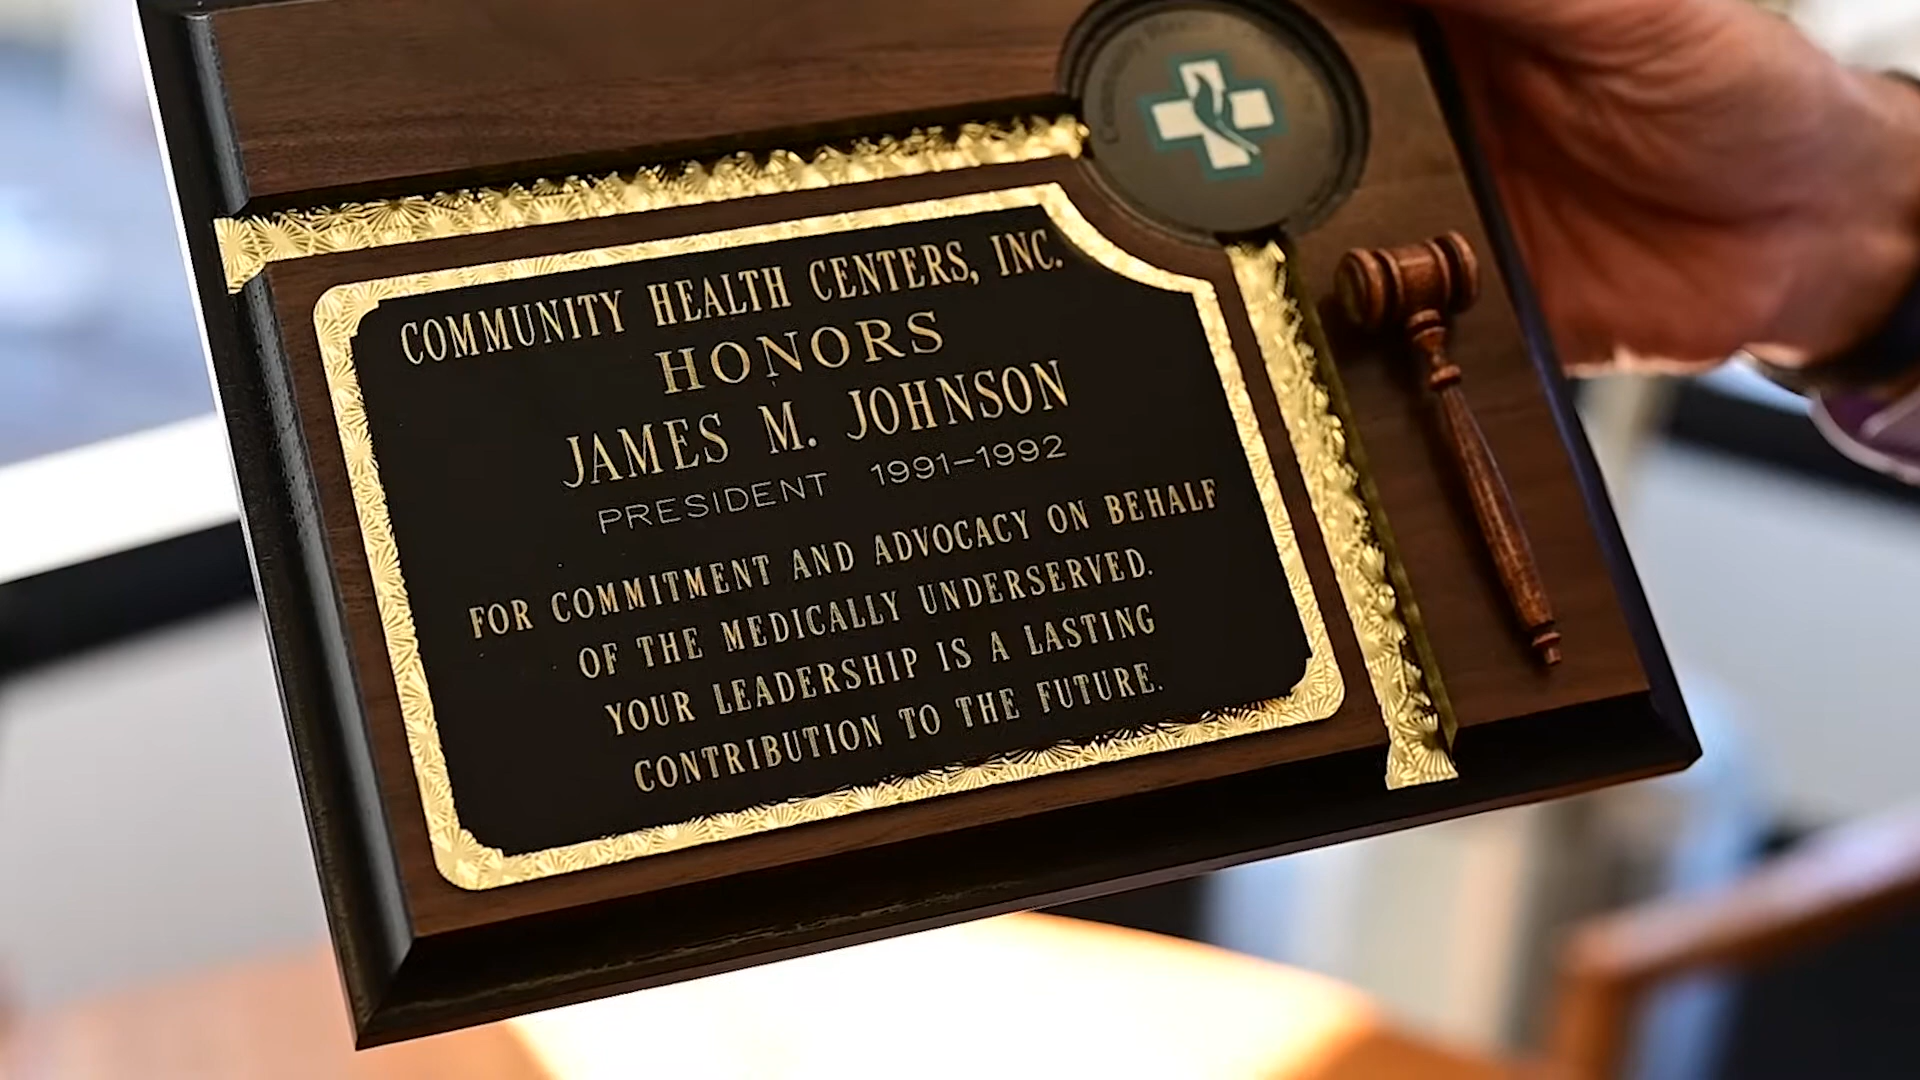 COMMUNITY HEALTH CENTERS, INC.
HONORS
JAMES M. JOHNSON
PRESIDENT 1991–1992
FOR COMMITMENT AND ADVOCACY ON BEHALF
OF THE MEDICALLY UNDERSERVED.
YOUR LEADERSHIP IS A LASTING
CONTRIBUTION TO THE FUTURE.